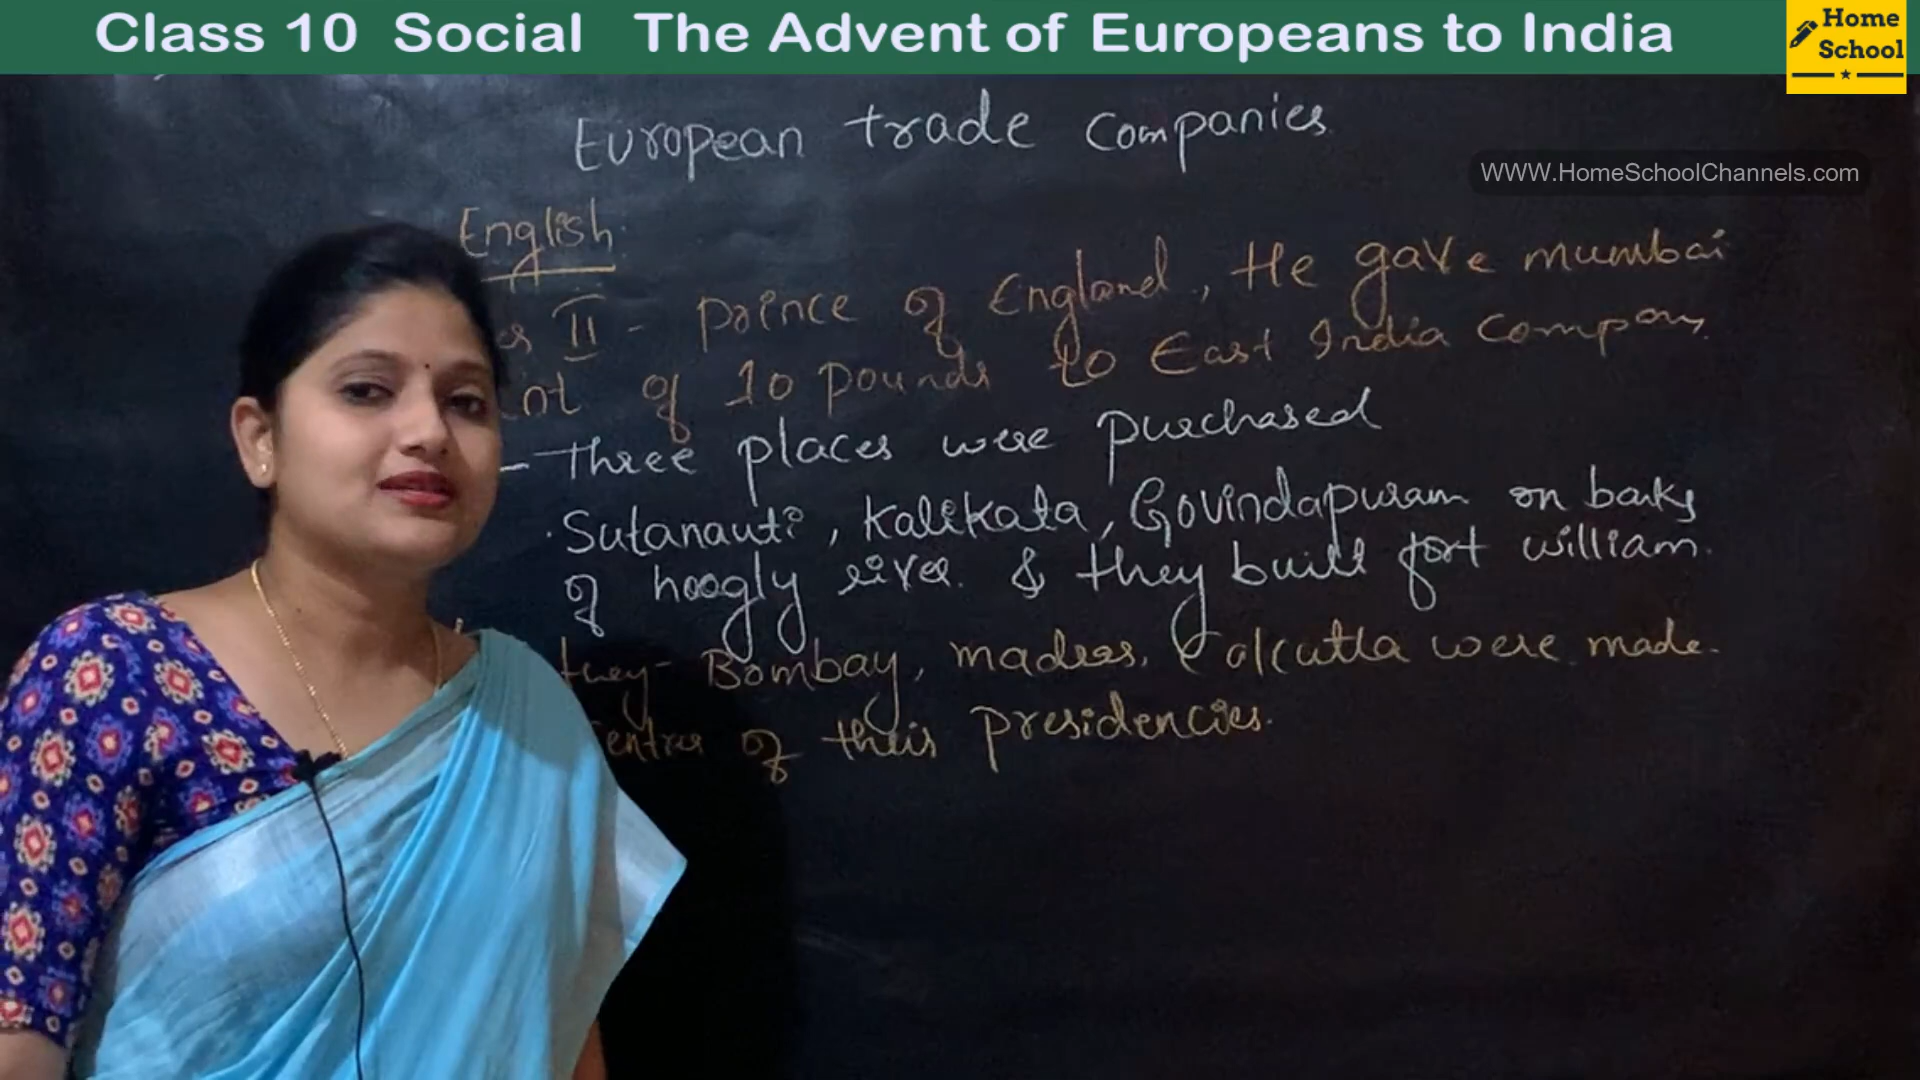 Class 10 Social The Advent of Europeans to India
Home
School
WWW.HomeSchoolChannels.com
European trade Companies
English
II - prince of England, He gave mumbai
of 10 pounds to East India Company.
- Three places were purchased
. Sutanauti, Kalikata, Govindapuram on banks
of hoogly river. & they built fort william.
they - Bombay, madras, Calcutta were made.
of their presidencies.